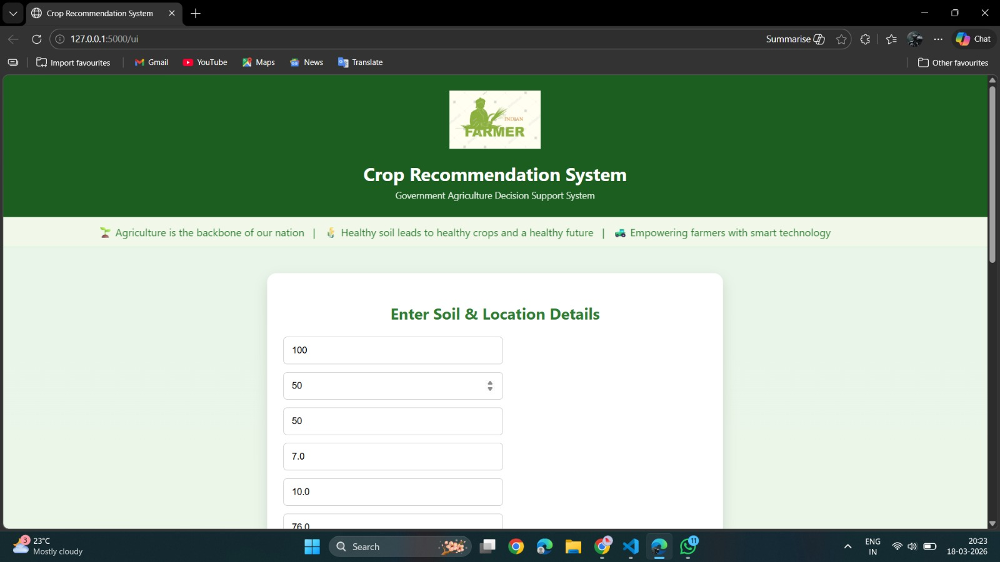 Crop Recommendation System
127.0.0.1:5000/ui
Summarise
Chat
Import favourites
Gmail
YouTube
Maps
News
Translate
Other favourites
INDIAN
FARMER
Crop Recommendation System
Government Agriculture Decision Support System
Agriculture is the backbone of our nation | Healthy soil leads to healthy crops and a healthy future | Empowering farmers with smart technology
Enter Soil & Location Details
100
50
50
7.0
10.0
76.0
3
23°C
Mostly cloudy
Search
11
ENG
IN
20:23
18-03-2026